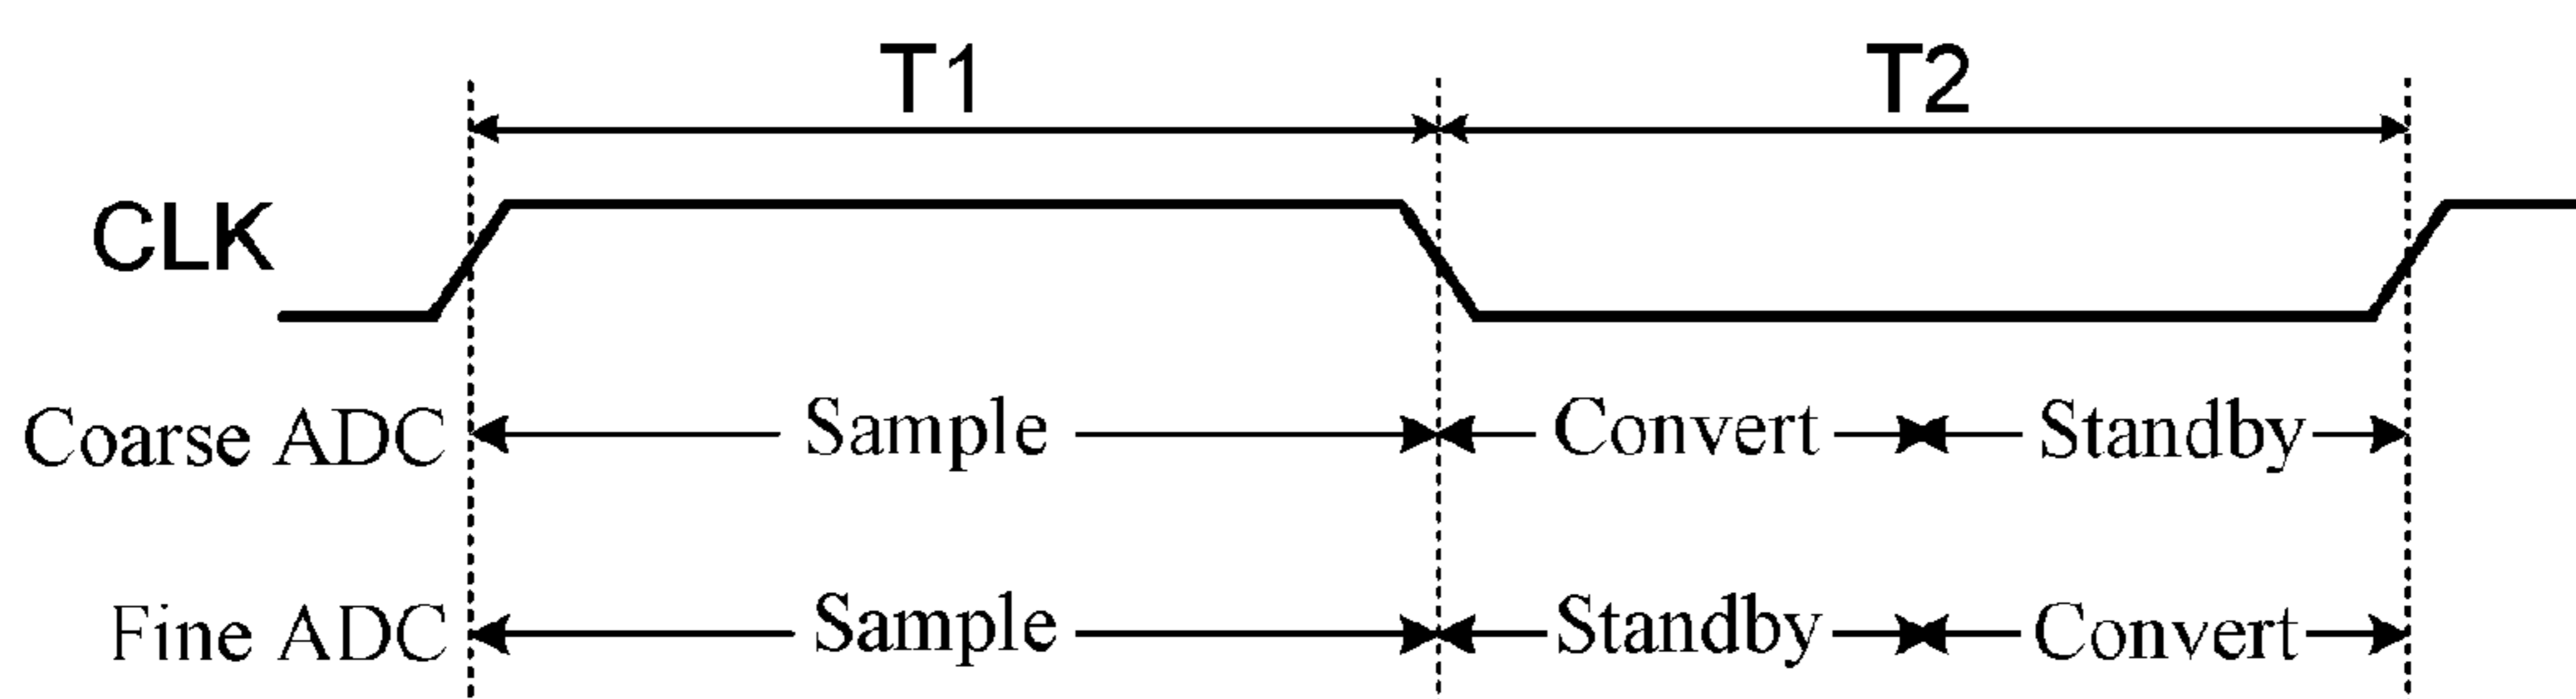 T1 T2
CLK
Coarse ADC Sample Convert Standby
Fine ADC Sample Standby Convert